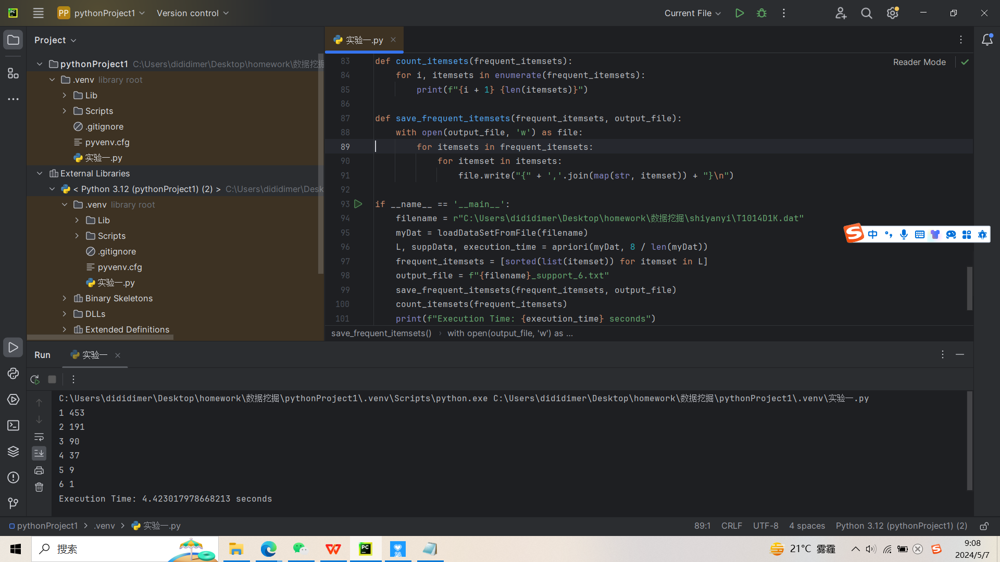 PP pythonProject1 Version control Current File
Project
实验一.py
pythonProject1 C:\Users\dididimer\Desktop\homework\数据挖掘
.venv library root
Lib
Scripts
.gitignore
pyvenv.cfg
实验一.py
External Libraries
< Python 3.12 (pythonProject1) (2) > C:\Users\dididimer\Desk
.venv library root
Lib
Scripts
.gitignore
pyvenv.cfg
实验一.py
Binary Skeletons
DLLs
Extended Definitions
Reader Mode
83 def count_itemsets(frequent_itemsets):
84 for i, itemsets in enumerate(frequent_itemsets):
85 print(f"{i + 1} {len(itemsets)}")
86
87 def save_frequent_itemsets(frequent_itemsets, output_file):
88 with open(output_file, 'w') as file:
89 for itemsets in frequent_itemsets:
90 for itemset in itemsets:
91 file.write("{" + ','.join(map(str, itemset)) + "}\n")
92
93 if __name__ == '__main__':
94 filename = r"C:\Users\dididimer\Desktop\homework\数据挖掘\shiyanyi\T1014D1K.dat"
95 myDat = loadDataSetFromFile(filename)
96 L, suppData, execution_time = apriori(myDat, 8 / len(myDat))
97 frequent_itemsets = [sorted(list(itemset)) for itemset in L]
98 output_file = f"{filename}_support_6.txt"
99 save_frequent_itemsets(frequent_itemsets, output_file)
100 count_itemsets(frequent_itemsets)
101 print(f"Execution Time: {execution_time} seconds")
save_frequent_itemsets() › with open(output_file, 'w') as ...
中
Run 实验一
C:\Users\dididimer\Desktop\homework\数据挖掘\pythonProject1\.venv\Scripts\python.exe C:\Users\dididimer\Desktop\homework\数据挖掘\pythonProject1\.venv\实验一.py
1 453
2 191
3 90
4 37
5 9
6 1
Execution Time: 4.423017978668213 seconds
pythonProject1 > .venv > 实验一.py
89:1 CRLF UTF-8 4 spaces Python 3.12 (pythonProject1) (2)
搜索
21°C 雾霾
9:08
2024/5/7